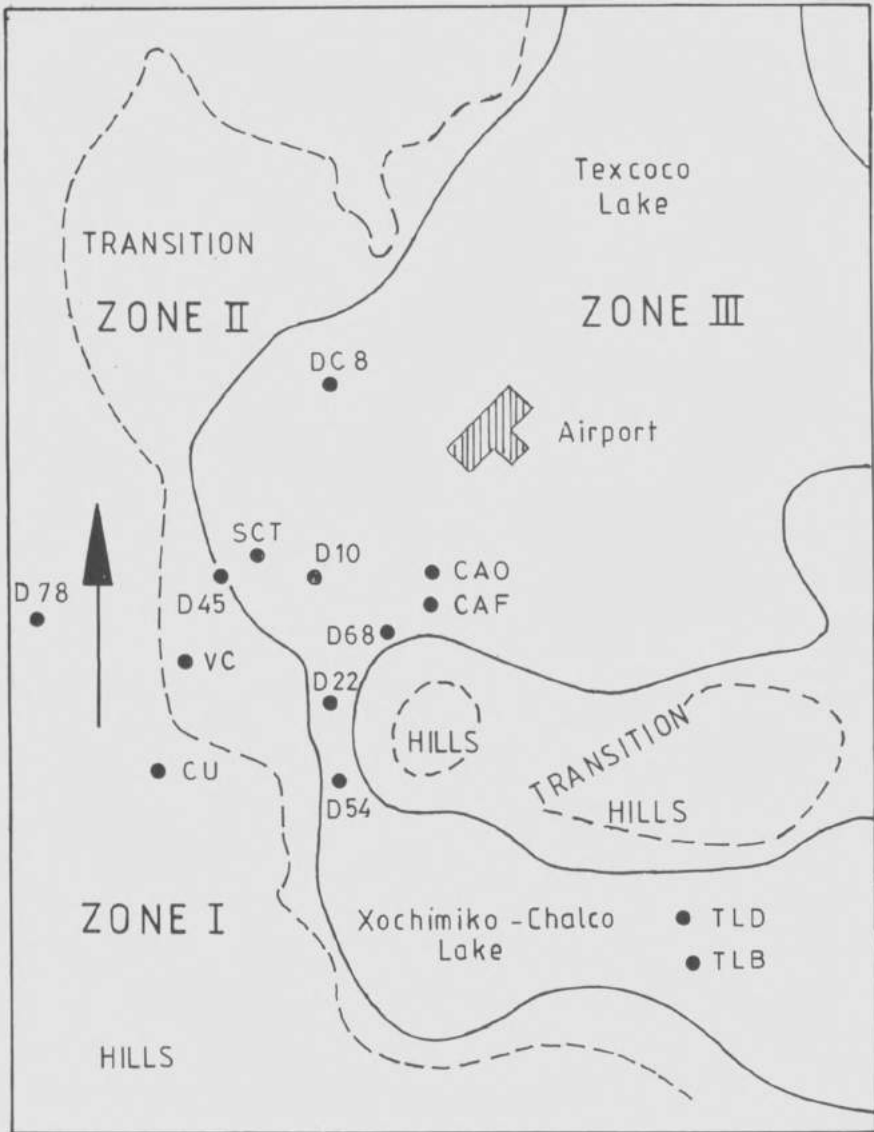 Texcoco
Lake
TRANSITION
ZONE II
ZONE III
DC 8
Airport
SCT
D10
CAO
D78
D45
CAF
D68
VC
D22
HILLS
TRANSITION
CU
D54
HILLS
ZONE I
Xochimiko - Chalco
Lake
TLD
TLB
HILLS